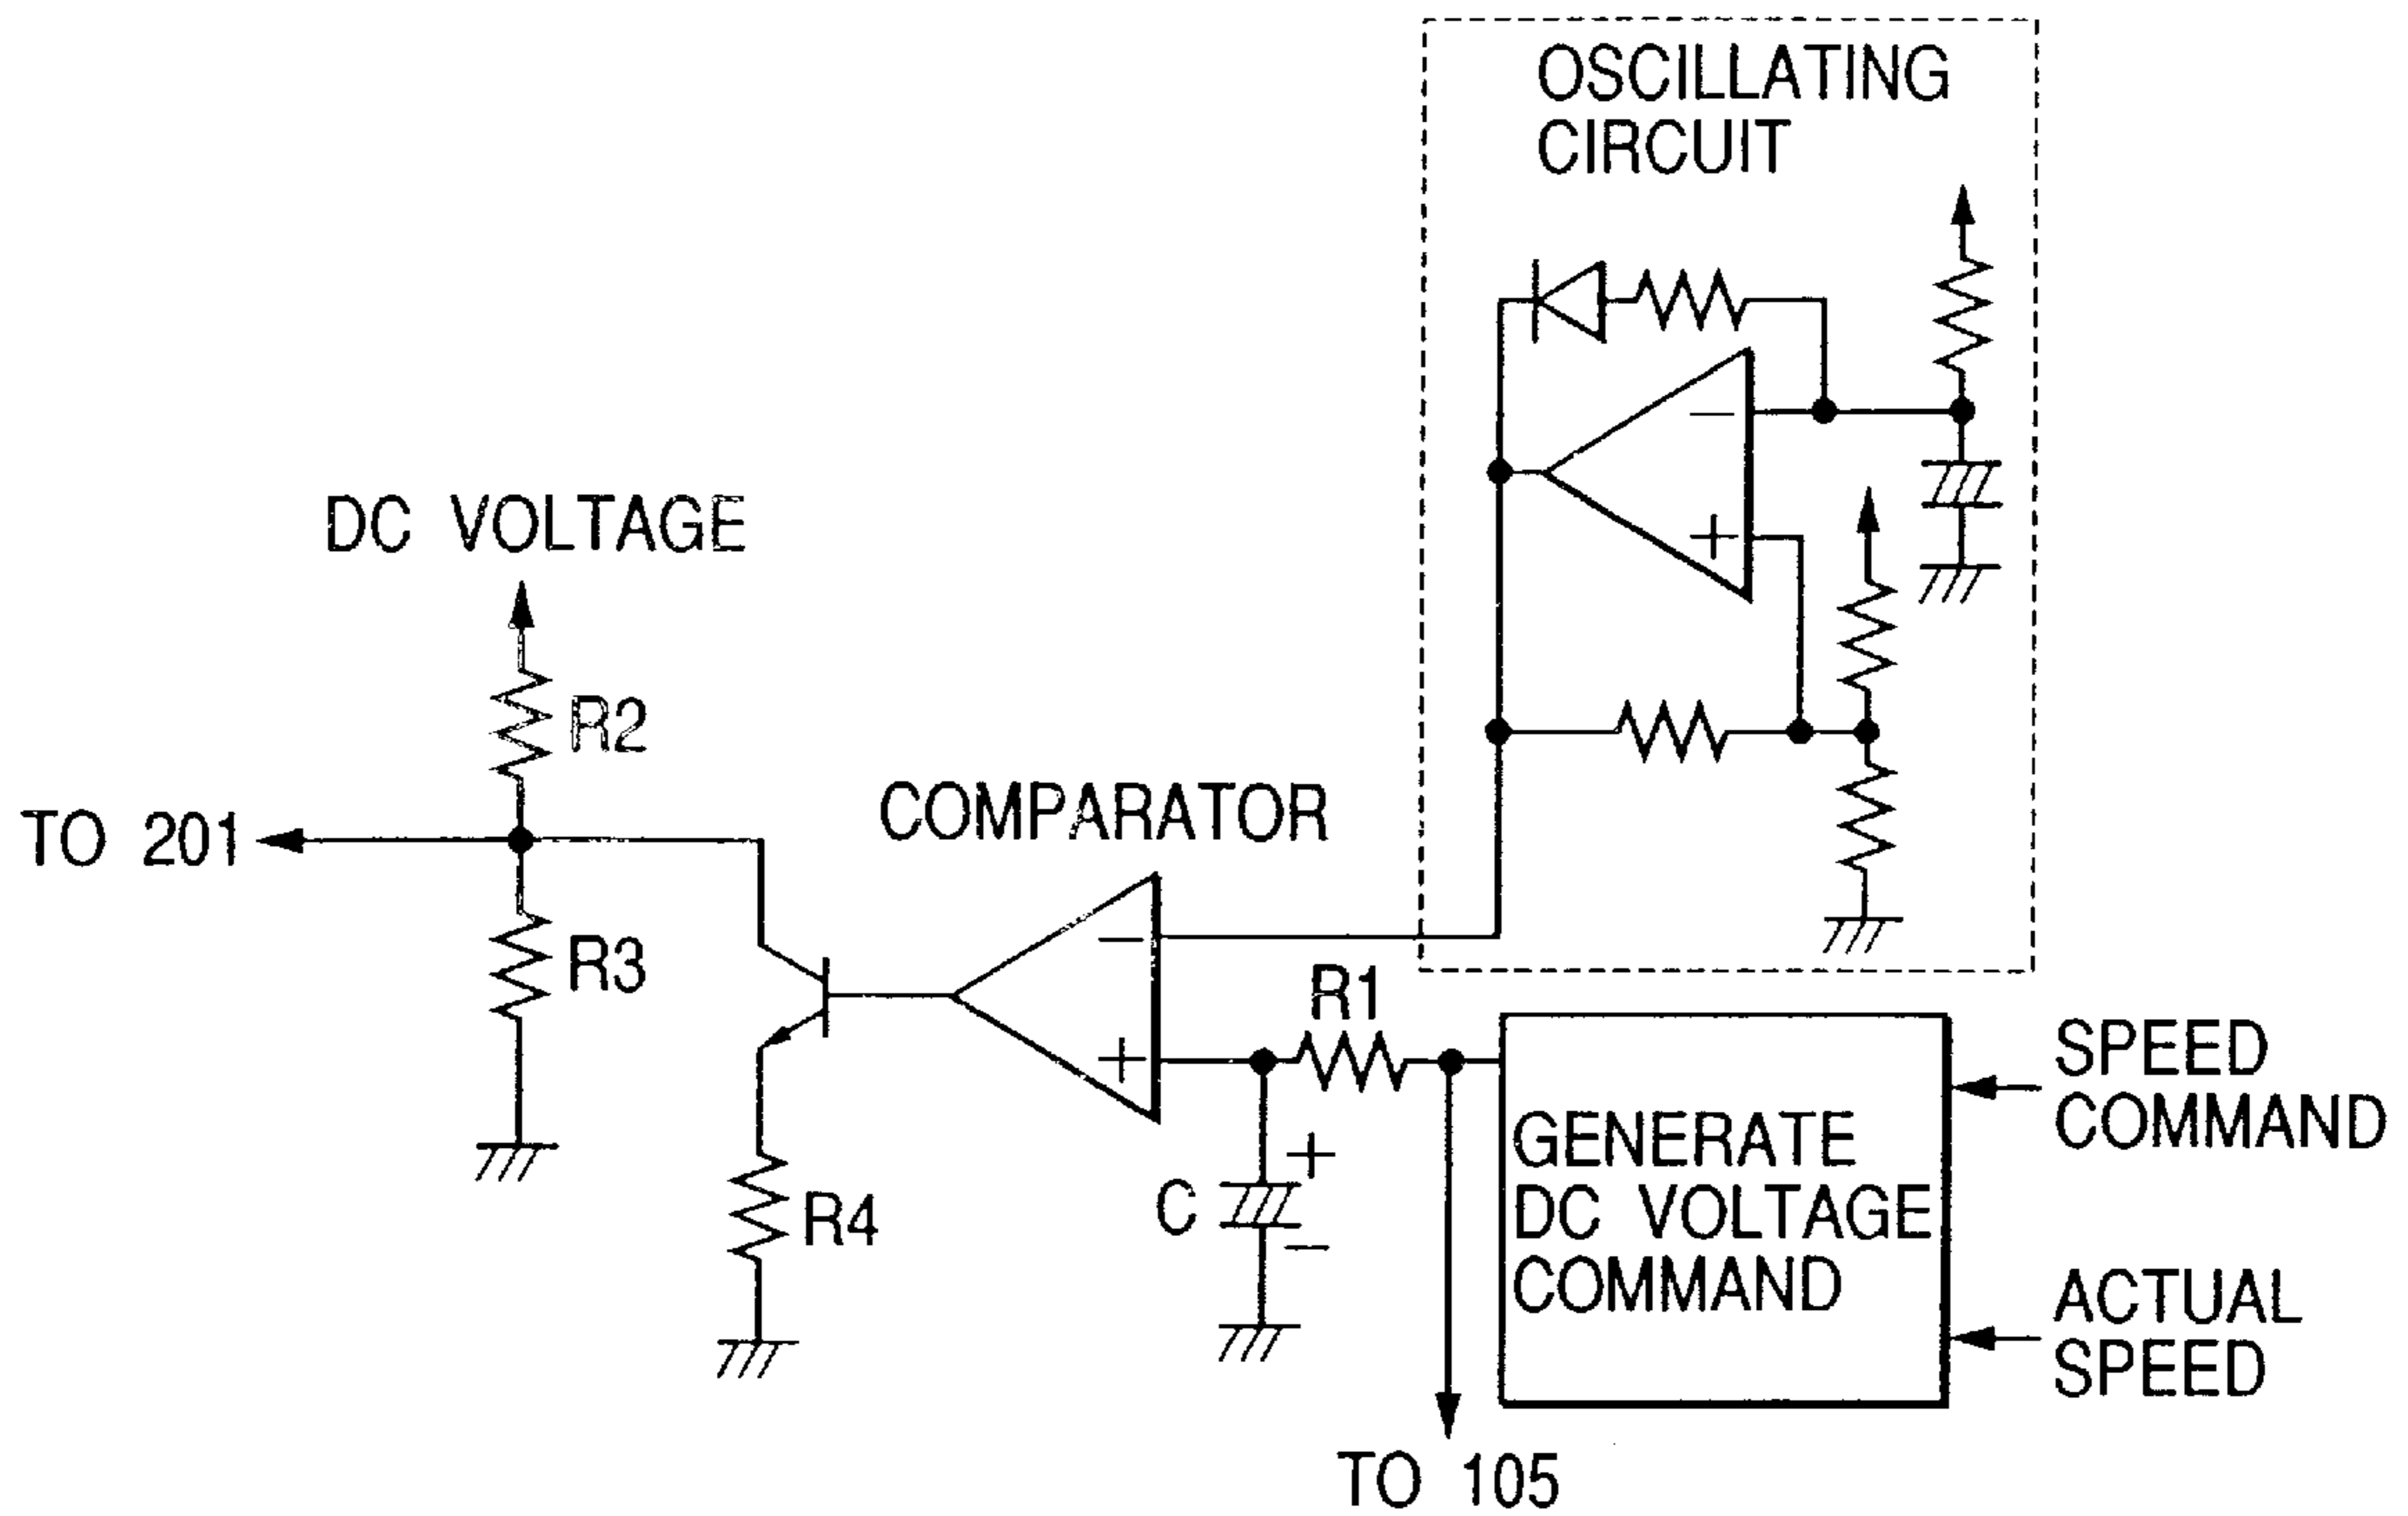 OSCILLATING
CIRCUIT
−
+
DC VOLTAGE
R2
TO 201
COMPARATOR
R3
−
R1
+
SPEED
COMMAND
GENERATE
DC VOLTAGE
COMMAND
+
C
−
R4
ACTUAL
SPEED
TO 105